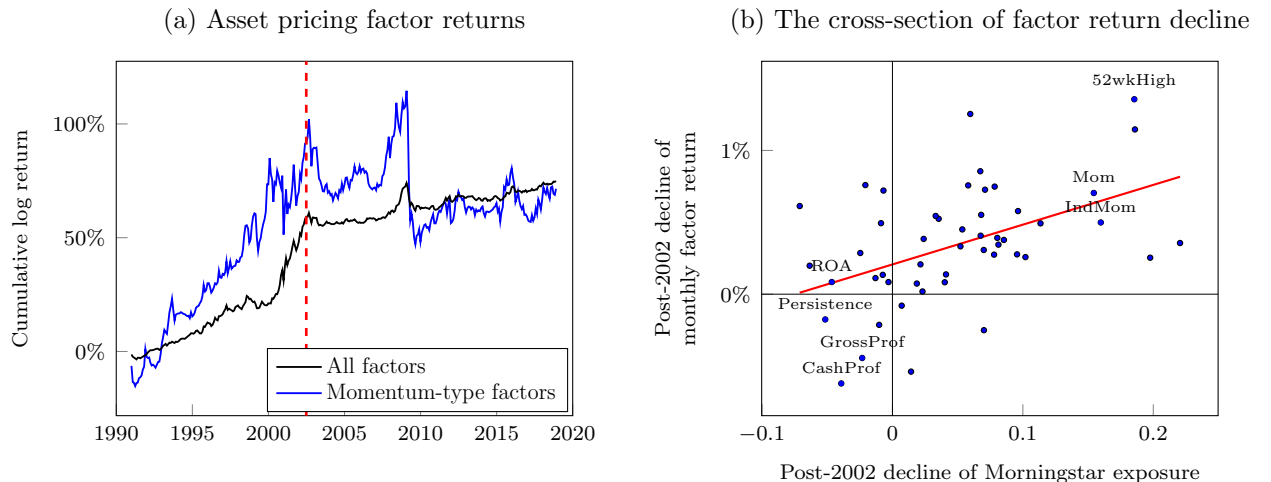 (a) Asset pricing factor returns
Cumulative log return
100%
50%
0%
1990 1995 2000 2005 2010 2015 2020
All factors
Momentum-type factors
(b) The cross-section of factor return decline
Post-2002 decline of
monthly factor return
1%
0%
52wkHigh
Mom
IndMom
ROA
Persistence
GrossProf
CashProf
−0.1 0 0.1 0.2
Post-2002 decline of Morningstar exposure